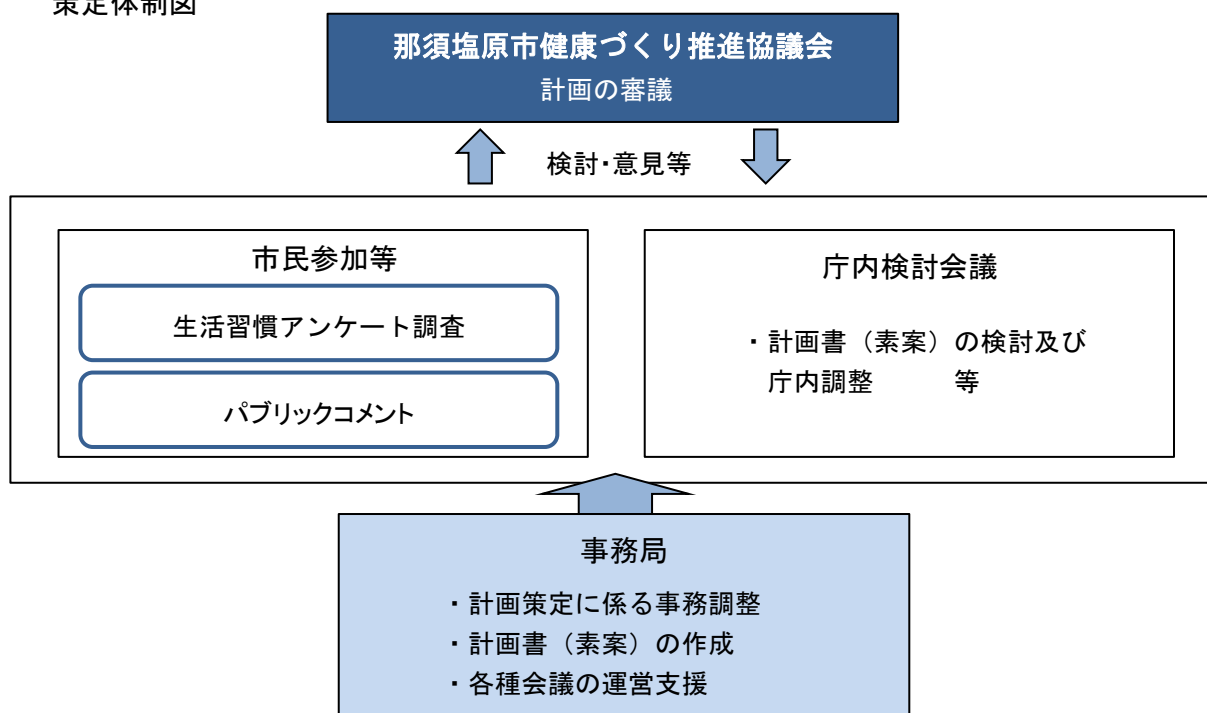 策定体制図
那須塩原市健康づくり推進協議会
計画の審議
検討・意見等
市民参加等
生活習慣アンケート調査
パブリックコメント
庁内検討会議
・計画書（素案）の検討及び
庁内調整　　等
事務局
・計画策定に係る事務調整
・計画書（素案）の作成
・各種会議の運営支援